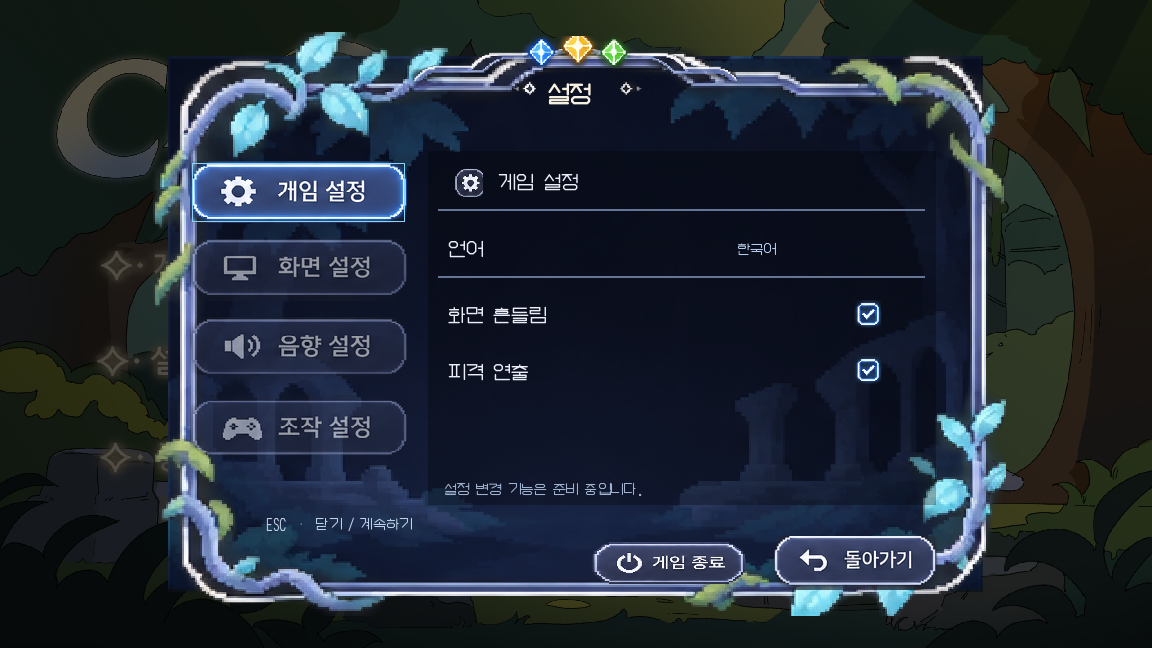 설정
게임 설정
화면 설정
음향 설정
조작 설정
게임 설정
언어 한국어
화면 흔들림
피격 연출
설정 변경 기능은 준비 중입니다.
ESC · 닫기 / 계속하기
게임 종료
돌아가기